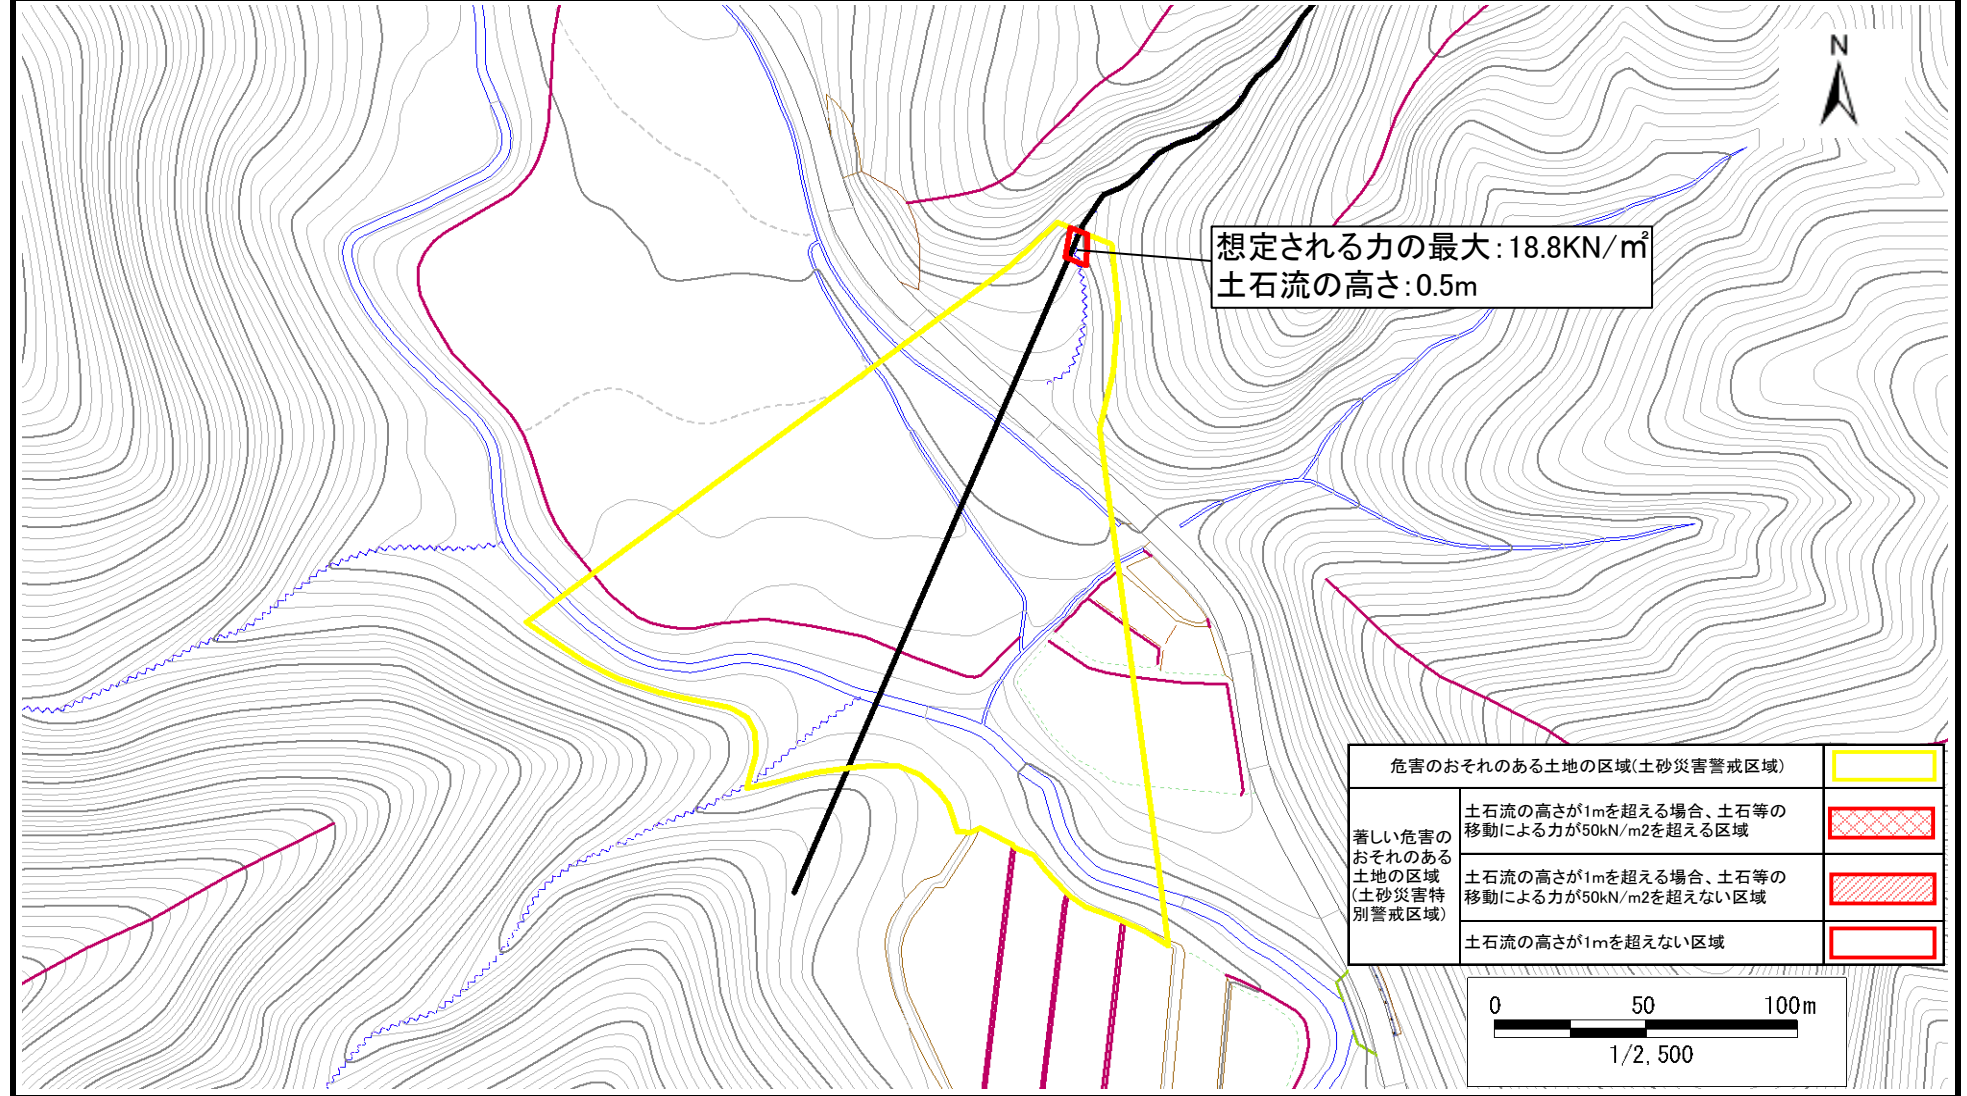 N
想定される力の最大:18.8KN/㎡
土石流の高さ:0.5m
危害のおそれのある土地の区域(土砂災害警戒区域)
著しい危害の
おそれのある
土地の区域
(土砂災害特
別警戒区域)
土石流の高さが1mを超える場合、土石等の
移動による力が50kN/m2を超える区域
土石流の高さが1mを超える場合、土石等の
移動による力が50kN/m2を超えない区域
土石流の高さが1mを超えない区域
0 50 100m
1/2,500